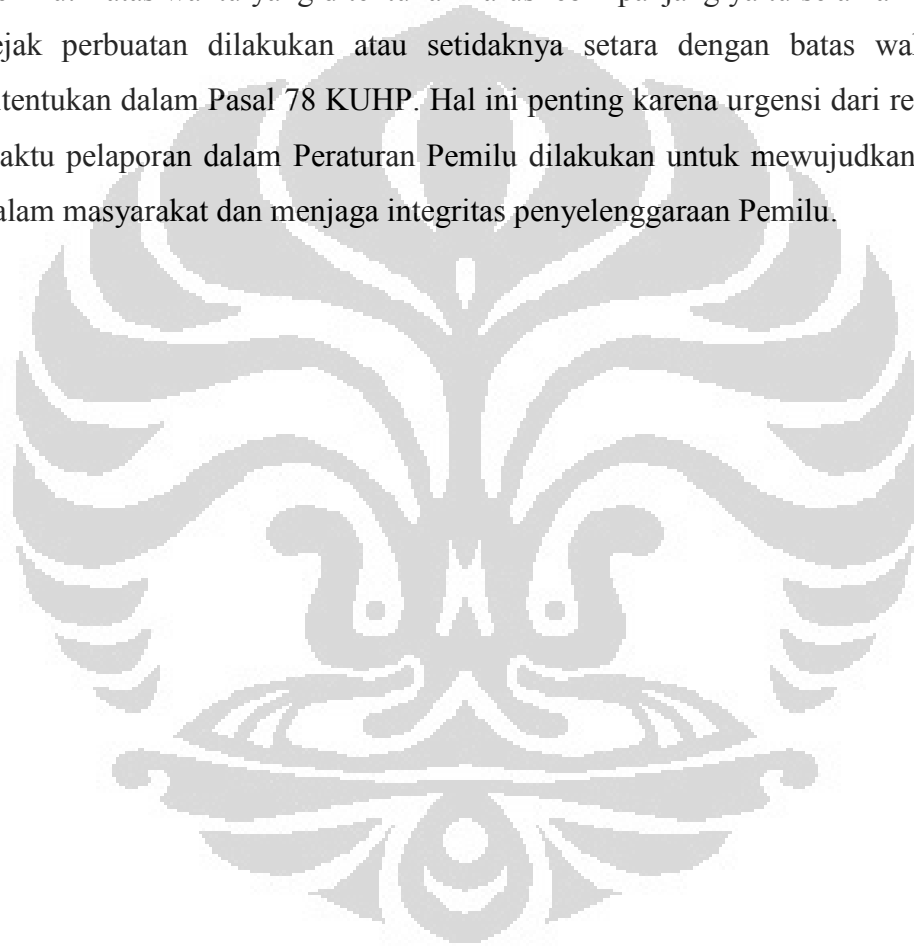 batas
ejak perbuatan dilakukan atau setidaknya setara dengan batas
tentukan dalam Pasal 78 KUHP. Hal ini penting karena urgensi dari re
aktu pelaporan dalam Peraturan Pemilu dilakukan untuk mewujudkan
alam masyarakat dan menjaga integritas penyelenggaraan Pemilu.